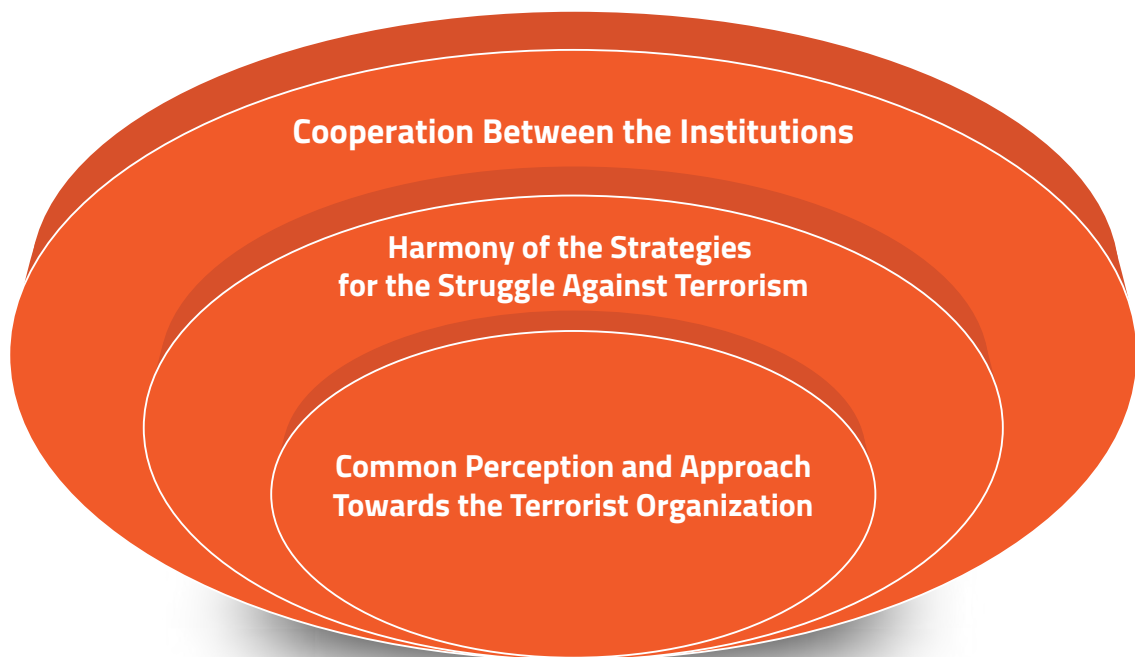 Cooperation Between the Institutions
Harmony of the Strategies
for the Struggle Against Terrorism
Common Perception and Approach
Towards the Terrorist Organization